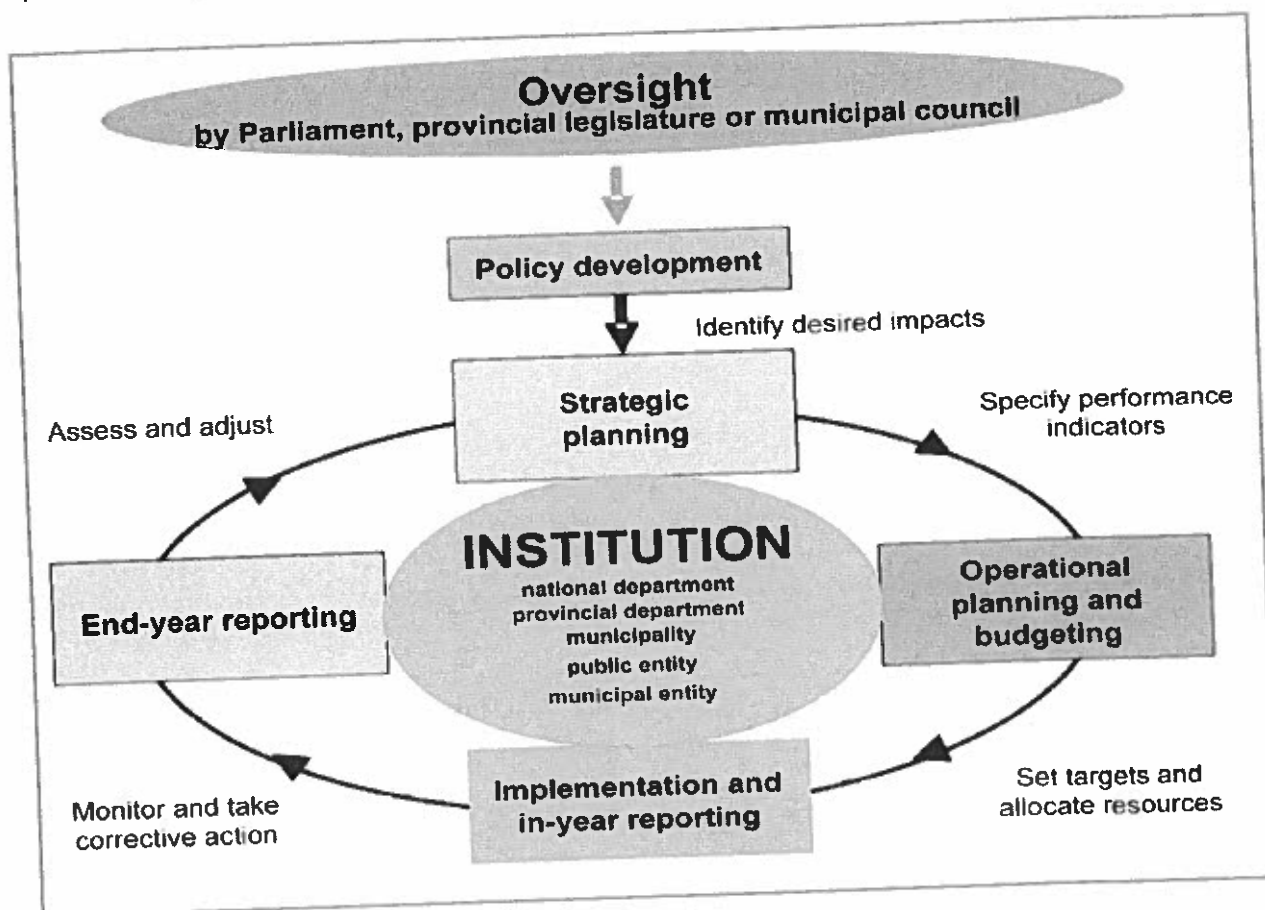 Oversight
by Parliament, provincial legislature or municipal council
Policy development
Identify desired impacts
Strategic
planning
Specify performance
indicators
Assess and adjust
INSTITUTION
national department
provincial department
municipality
public entity
municipal entity
Operational
planning and
budgeting
End-year reporting
Implementation and
in-year reporting
Set targets and
allocate resources
Monitor and take
corrective action